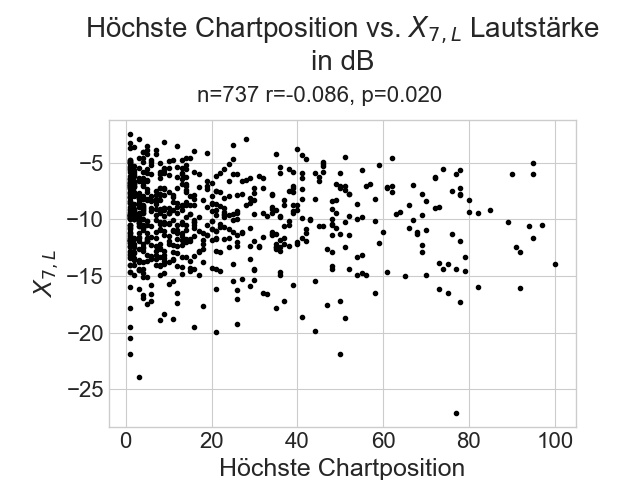 Höchste Chartposition vs. X7,L Lautstärke
in dB
n=737 r=-0.086, p=0.020
−5
−10
−15
−20
−25
X7,L
0 20 40 60 80 100
Höchste Chartposition